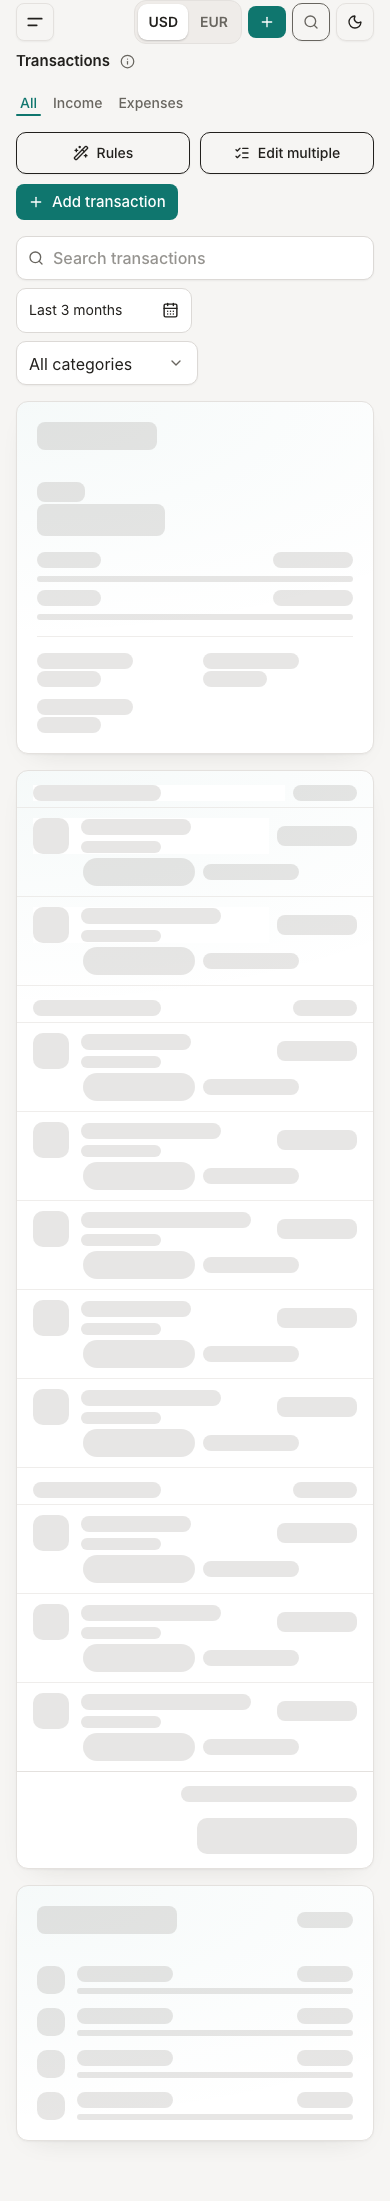 USD EUR
Transactions
All Income Expenses
Rules Edit multiple
Add transaction
Search transactions
Last 3 months
All categories